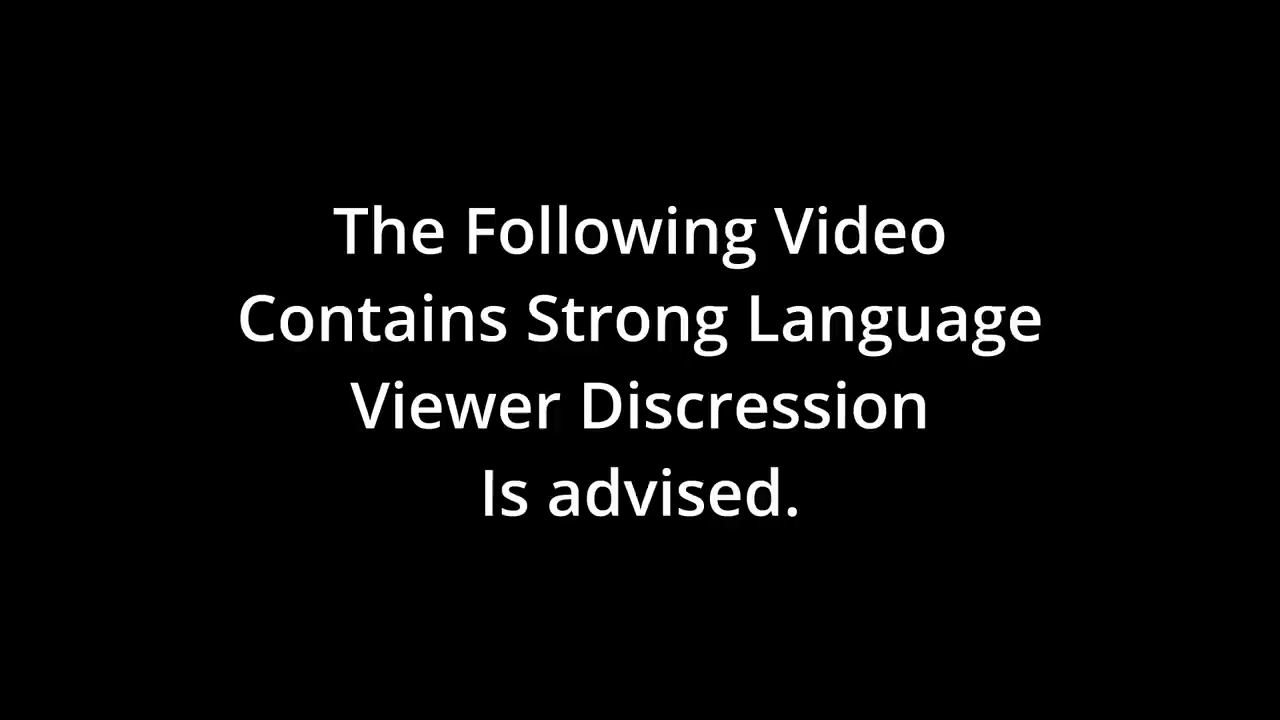 The Following Video
Contains Strong Language
Viewer Discression
Is advised.